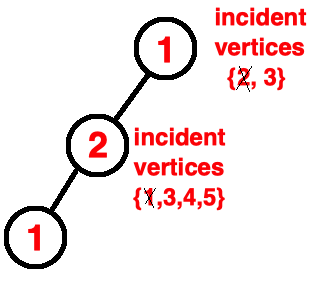 1
incident
vertices
{2, 3}
2
incident
vertices
{1,3,4,5}
1